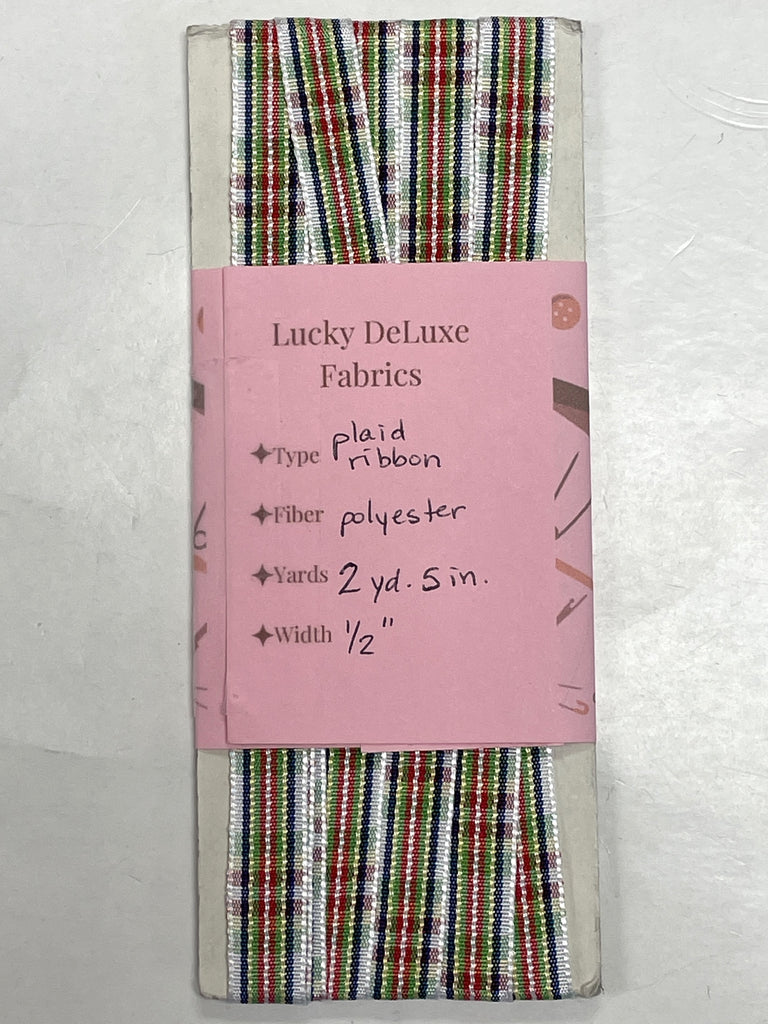 Lucky DeLuxe
Fabrics
Type plaid
ribbon
Fiber polyester
Yards 2 yd. 5 in.
Width 1/2"